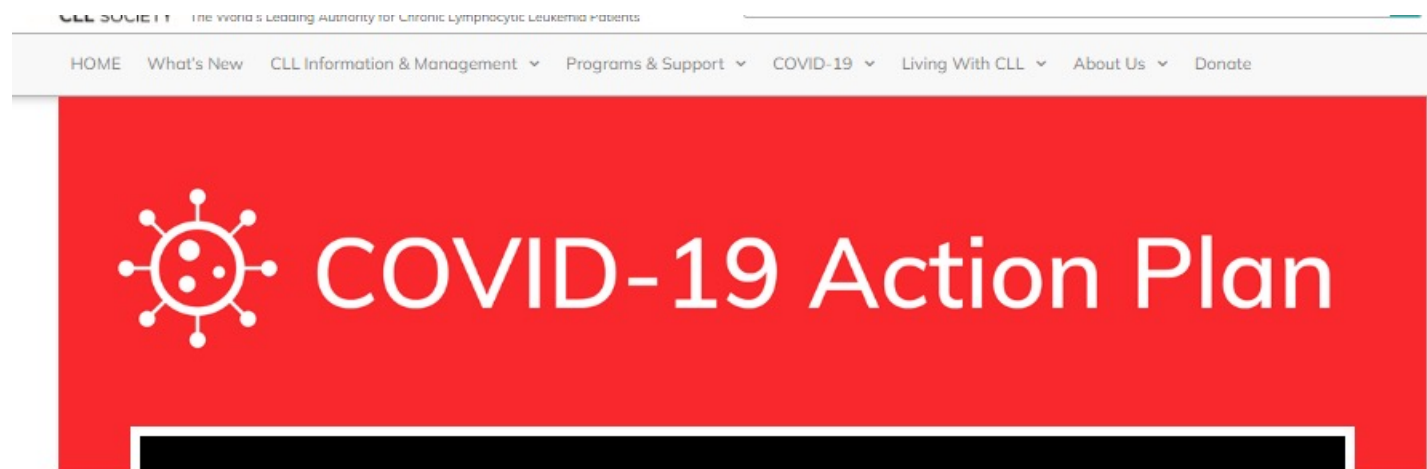 CLL SOCIETY The World's Leading Authority for Chronic Lymphocytic Leukemia Patients
HOME What's New CLL Information & Management Programs & Support COVID-19 Living With CLL About Us Donate
COVID-19 Action Plan